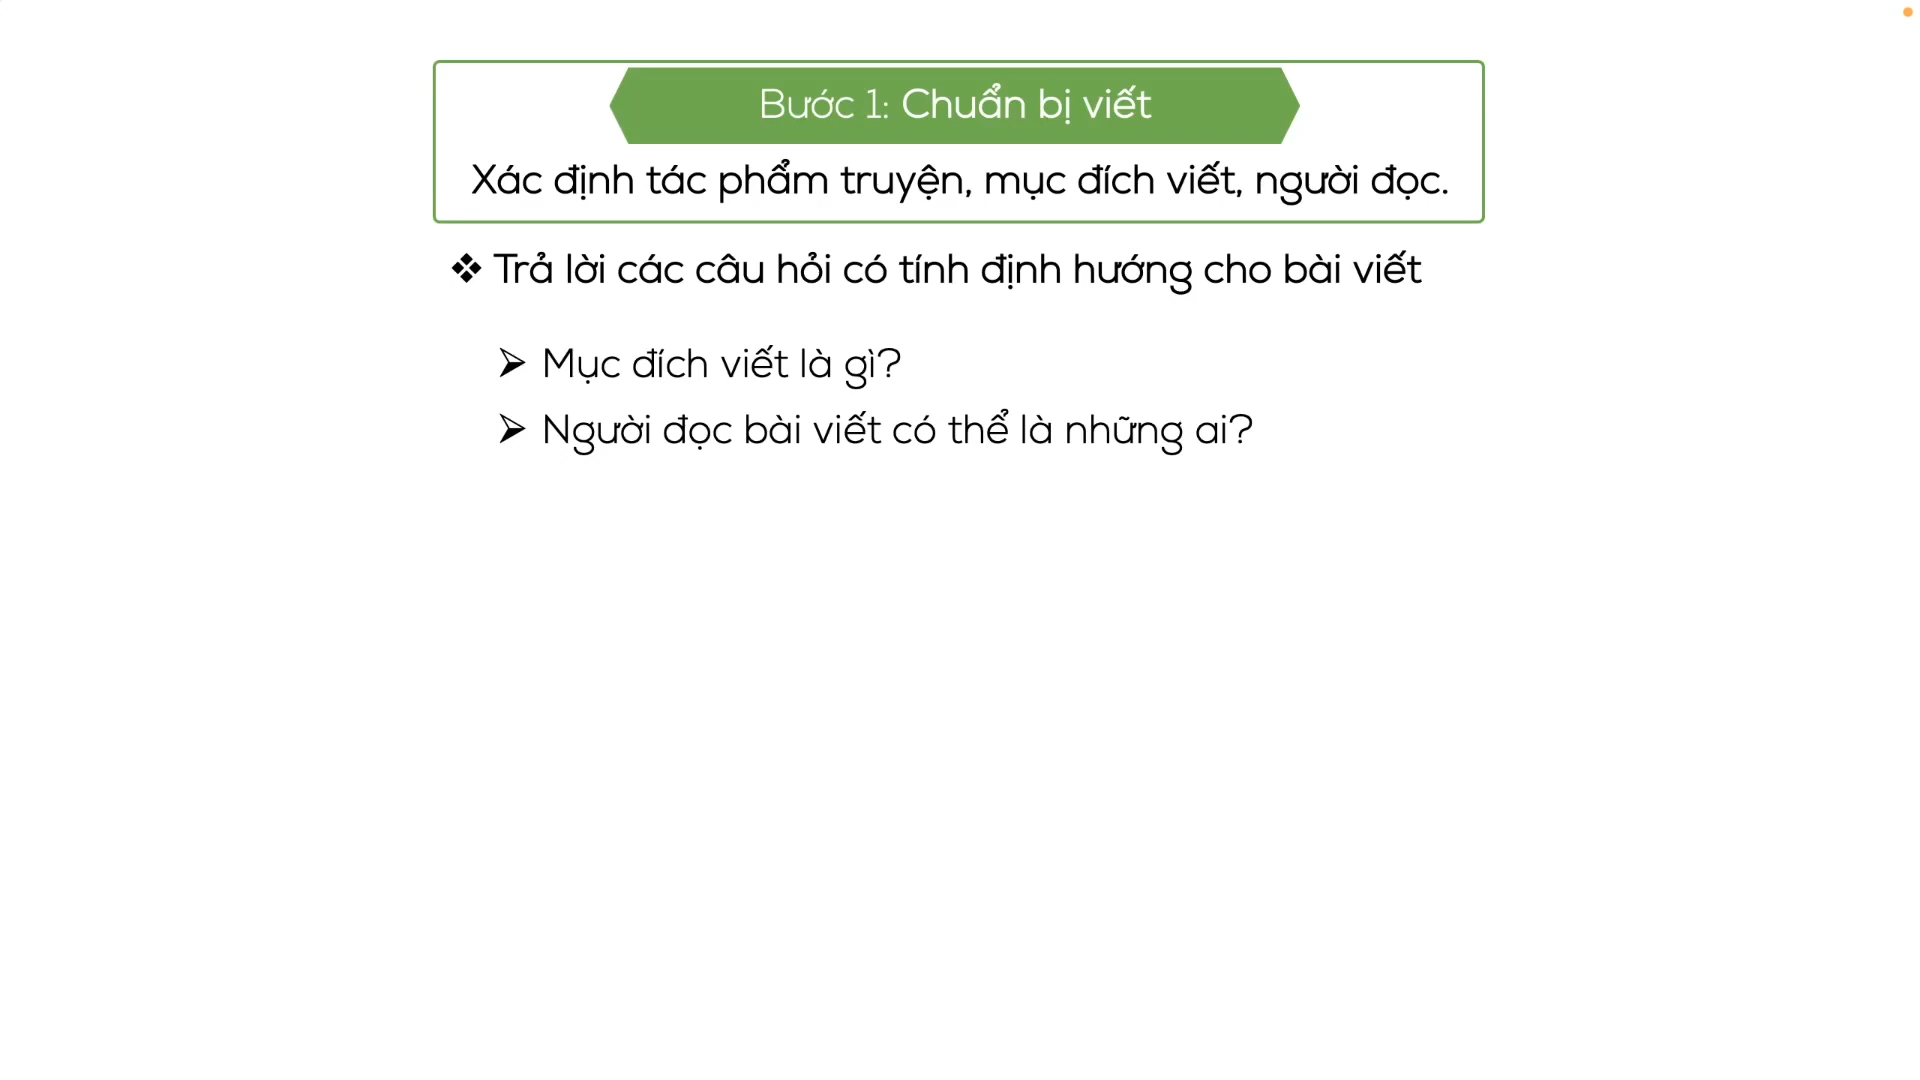 Bước 1: Chuẩn bị viết
Xác định tác phẩm truyện, mục đích viết, người đọc.
❖ Trả lời các câu hỏi có tính định hướng cho bài viết
➢ Mục đích viết là gì?
➢ Người đọc bài viết có thể là những ai?